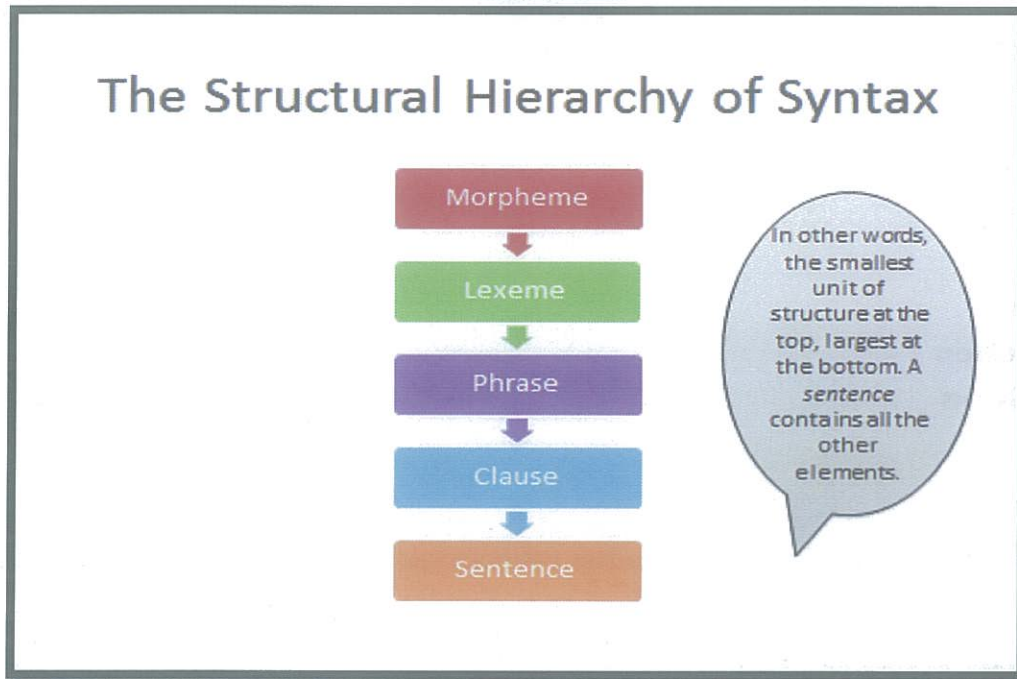 The Structural Hierarchy of Syntax
Morpheme
Lexeme
Phrase
Clause
Sentence
In other words,
the smallest
unit of
structure at the
top, largest at
the bottom. A
sentence
contains all the
other
elements.